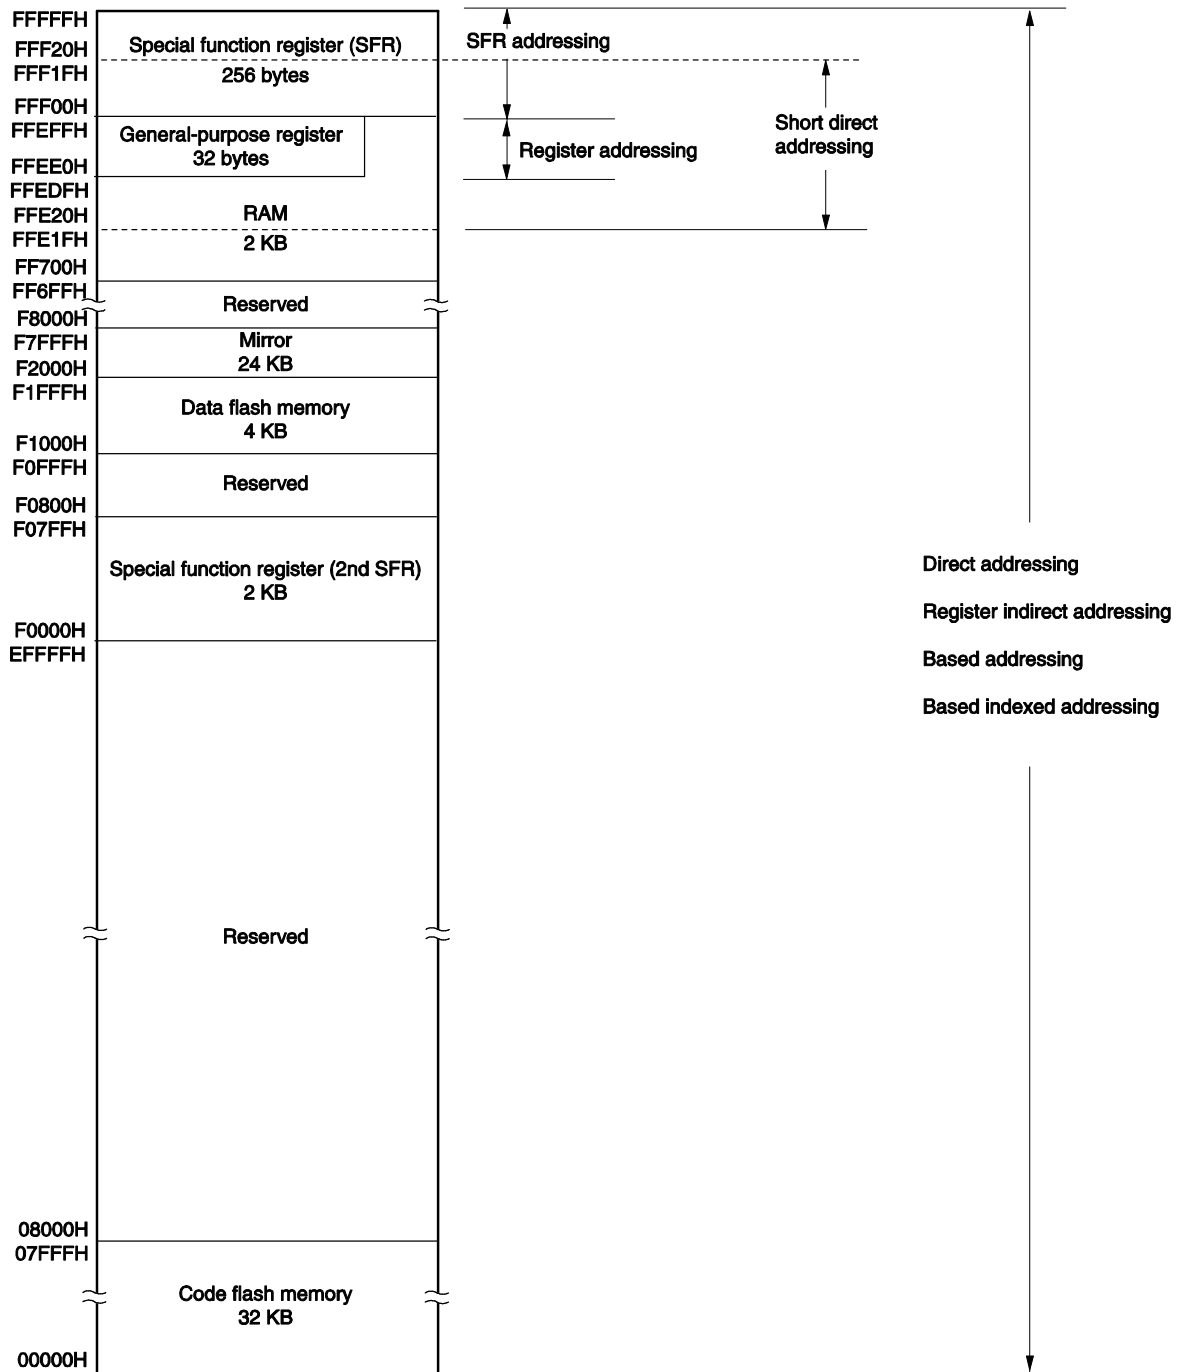 FFFFFH
SFR addressing
Special function register (SFR)
FFF20H
FFF1FH
256 bytes
FFF00H
FFEFFH
General-purpose register
32 bytes
Short direct
addressing
Register addressing
FFEE0H
FFEDFH
FFE20H
RAM
FFE1FH
2 KB
FF700H
FF6FFH
Reserved
F8000H
F7FFFH
Mirror
24 KB
F2000H
F1FFFH
Data flash memory
4 KB
F1000H
F0FFFH
Reserved
F0800H
F07FFH
Special function register (2nd SFR)
2 KB
Direct addressing
Register indirect addressing
F0000H
EFFFFH
Based addressing
Based indexed addressing
Reserved
08000H
07FFFH
Code flash memory
32 KB
00000H